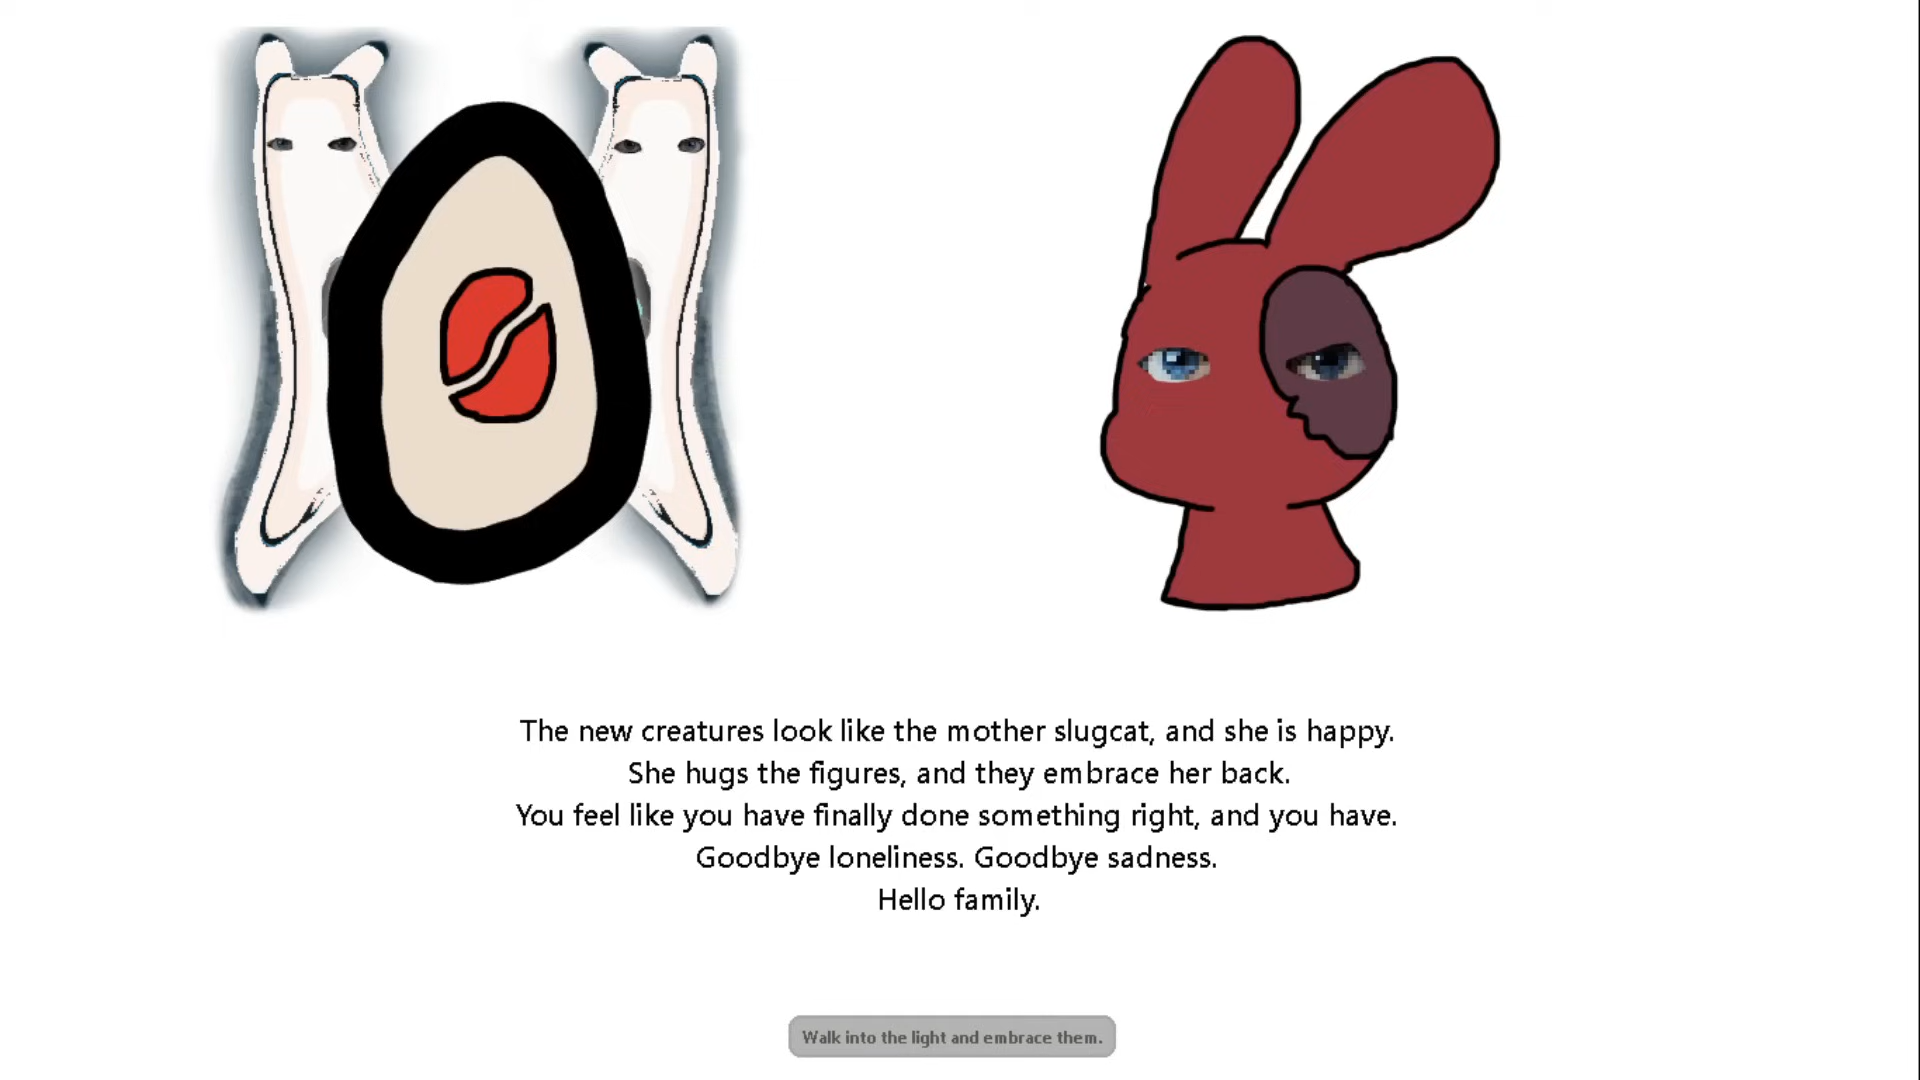 The new creatures look like the mother slugcat, and she is happy.
She hugs the figures, and they embrace her back.
You feel like you have finally done something right, and you have.
Goodbye loneliness. Goodbye sadness.
Hello family.
Walk into the light and embrace them.